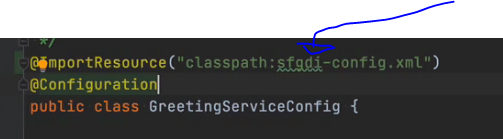 */
@ImportResource("classpath:sfgdi-config.xml")
@Configuration
public class GreetingServiceConfig {